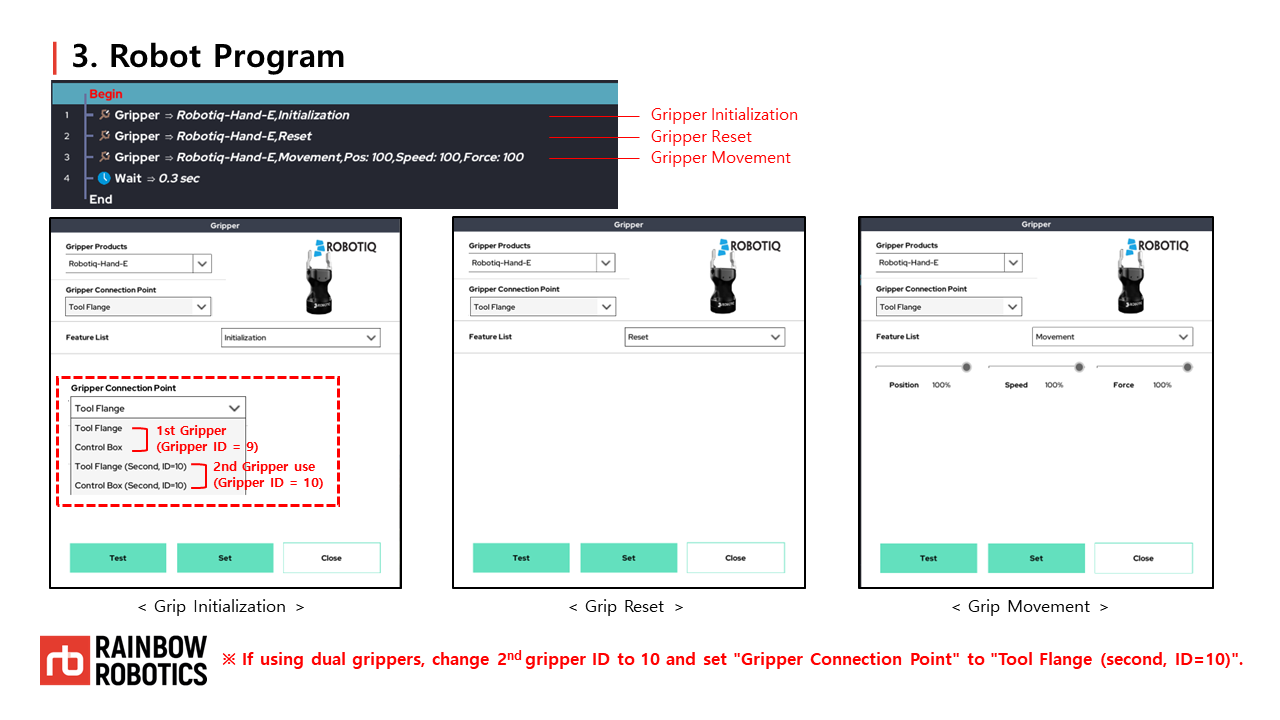 3. Robot Program
Begin
1 Gripper ⇒ Robotiq-Hand-E,Initialization
2 Gripper ⇒ Robotiq-Hand-E,Reset
3 Gripper ⇒ Robotiq-Hand-E,Movement,Pos: 100,Speed: 100,Force: 100
4 Wait ⇒ 0.3 sec
End
Gripper Initialization
Gripper Reset
Gripper Movement
Gripper
Gripper Products
ROBOTIQ
Robotiq-Hand-E
Gripper Connection Point
Tool Flange
Feature List
Initialization
Gripper Connection Point
Tool Flange
Tool Flange
Control Box
1st Gripper
(Gripper ID = 9)
Tool Flange (Second, ID=10)
Control Box (Second, ID=10)
2nd Gripper use
(Gripper ID = 10)
Test
Set
Close
< Grip Initialization >
Gripper
Gripper Products
ROBOTIQ
Robotiq-Hand-E
Gripper Connection Point
Tool Flange
Feature List
Reset
Test
Set
Close
< Grip Reset >
Gripper
Gripper Products
ROBOTIQ
Robotiq-Hand-E
Gripper Connection Point
Tool Flange
Feature List
Movement
Position 100%
Speed 100%
Force 100%
Test
Set
Close
< Grip Movement >
rb
RAINBOW
ROBOTICS
※ If using dual grippers, change 2nd gripper ID to 10 and set "Gripper Connection Point" to "Tool Flange (second, ID=10)".